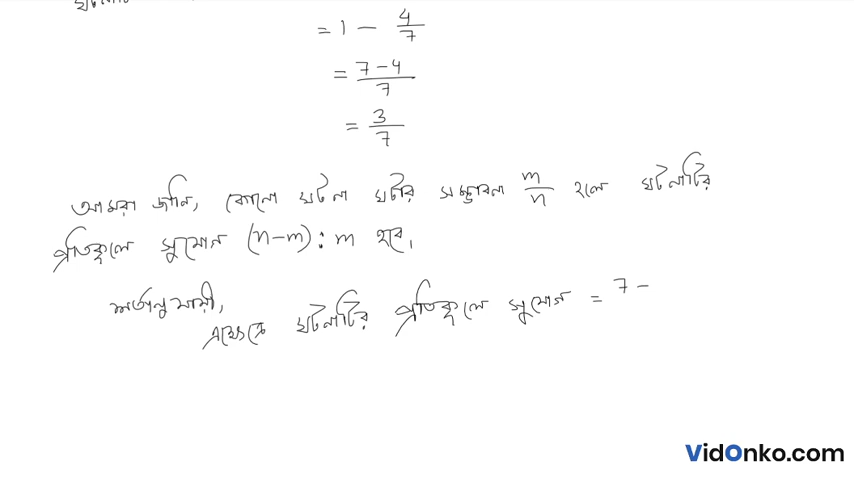 = 1 - 4/7
= 7-4/7
= 3/7
আমরা জানি, কোনো ঘটনা ঘটার সম্ভাবনা m/n হলে ঘটনাটির
প্রতিকূলে সুযোগ (n-m) : m হবে।
শর্তানুযায়ী,
এক্ষেত্রে ঘটনাটির প্রতিকূলে সুযোগ = 7 -
VidOnko.com